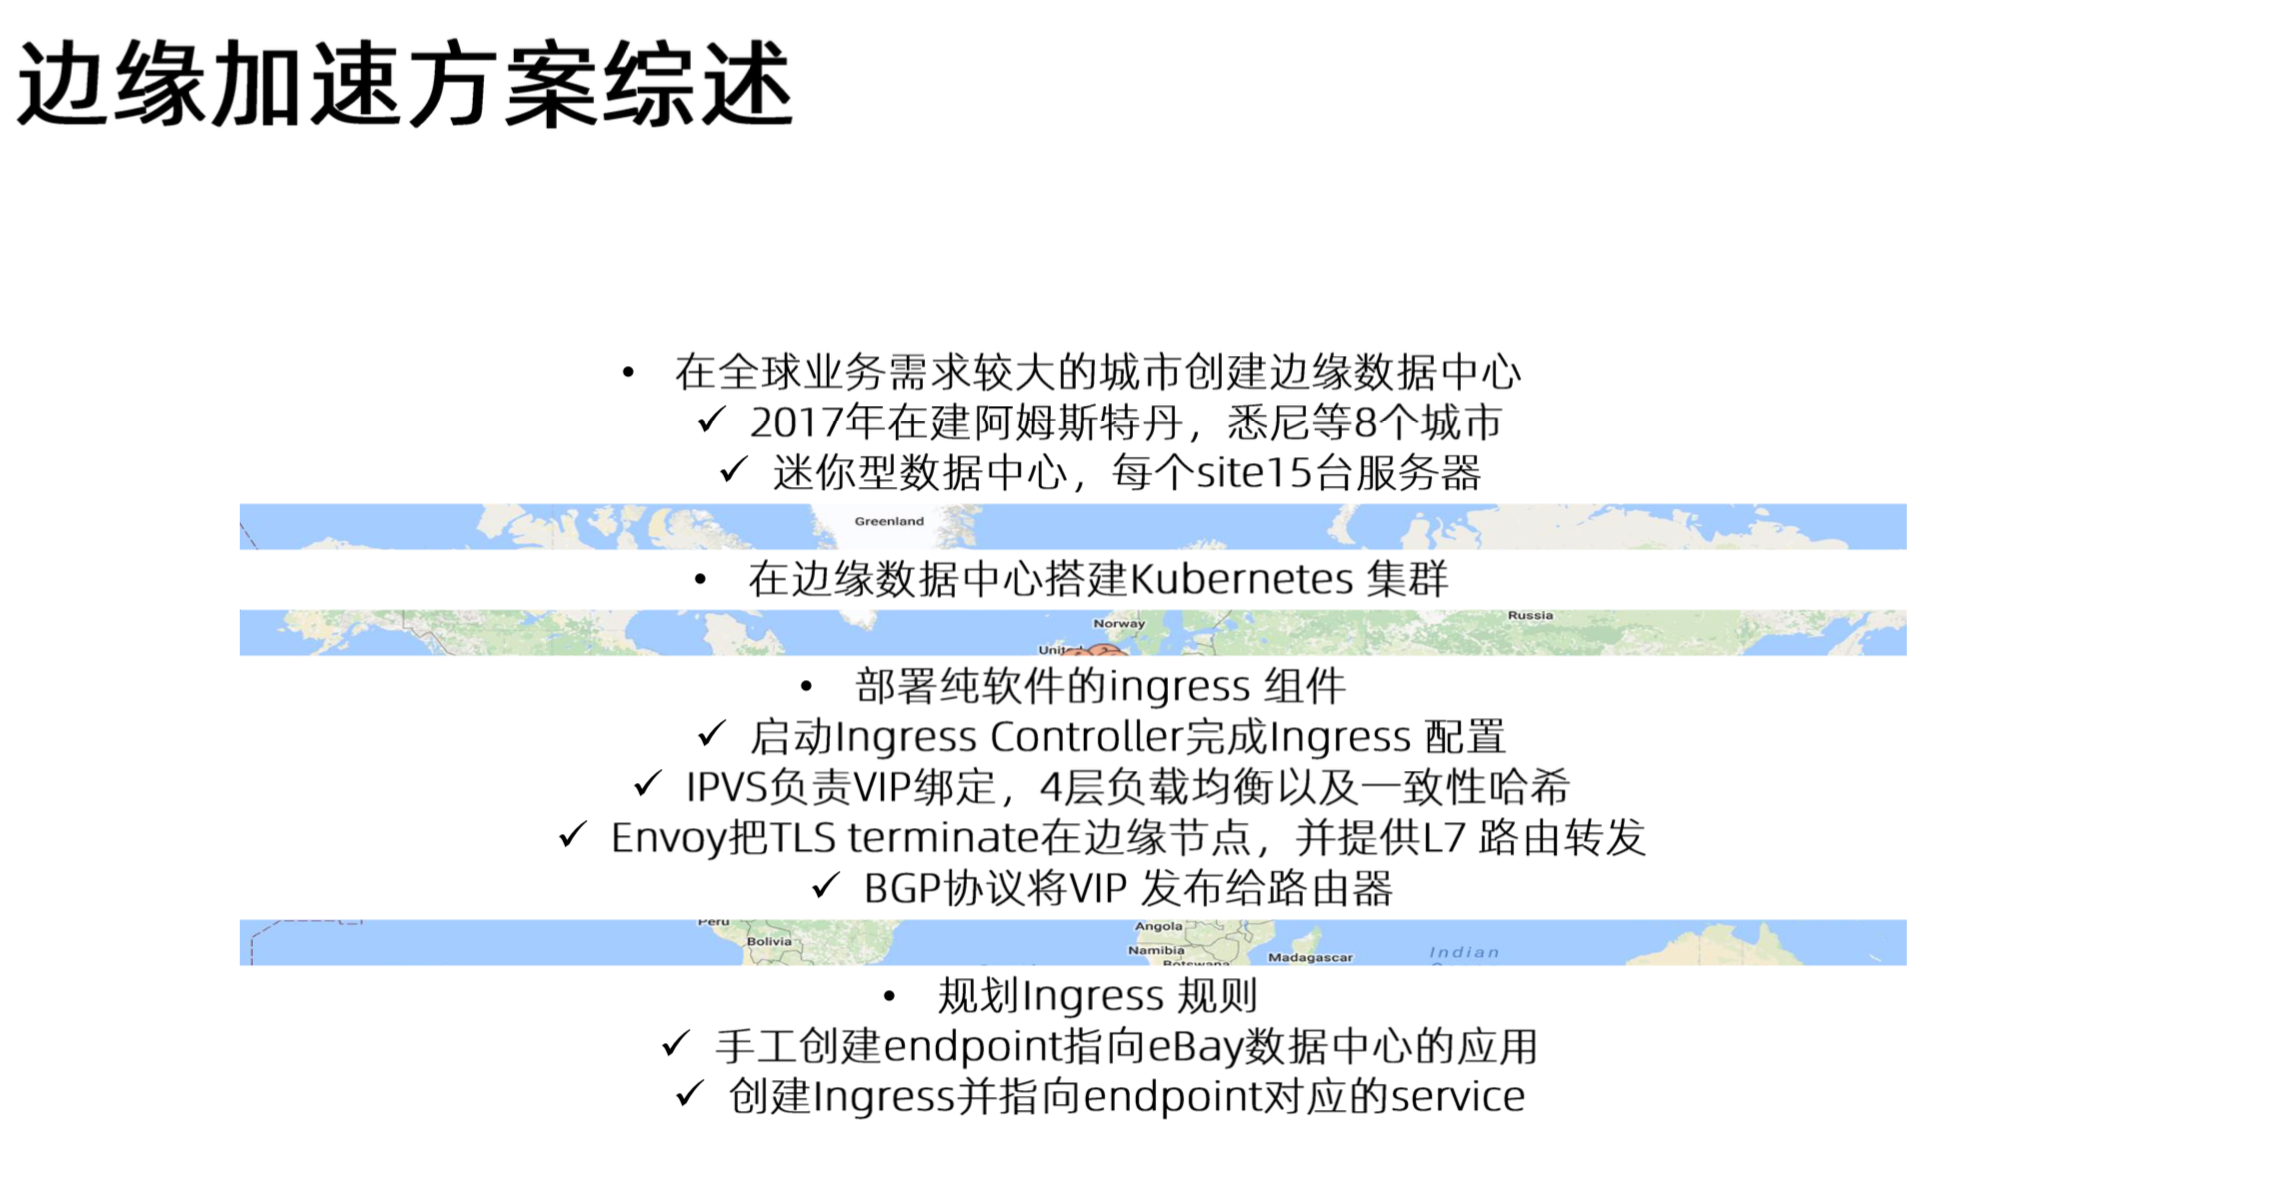 边缘加速方案综述
• 在全球业务需求较大的城市创建边缘数据中心
✓ 2017年在建阿姆斯特丹，悉尼等8个城市
✓ 迷你型数据中心，每个site15台服务器
Greenland
• 在边缘数据中心搭建Kubernetes 集群
Russia
Norway
• 部署纯软件的ingress 组件
✓ 启动Ingress Controller完成Ingress 配置
✓ IPVS负责VIP绑定，4层负载均衡以及一致性哈希
✓ Envoy把TLS terminate在边缘节点，并提供L7 路由转发
✓ BGP协议将VIP 发布给路由器
Peru
Angola
Bolivia
Namibia
Indian
Madagascar
Botswana
• 规划Ingress 规则
✓ 手工创建endpoint指向eBay数据中心的应用
✓ 创建Ingress并指向endpoint对应的service